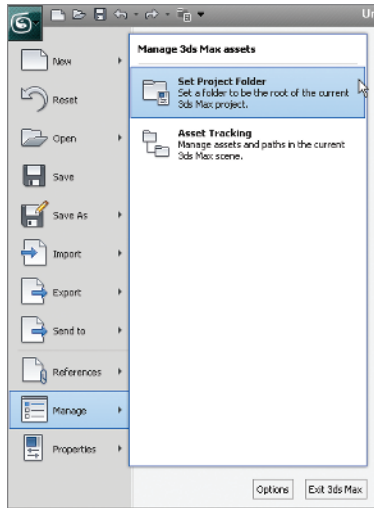 Un
Manage 3ds Max assets
New
Set Project Folder
Set a folder to be the root of the current
3ds Max project.
Reset
Asset Tracking
Manage assets and paths in the current
3ds Max scene.
Open
Save
Save As
Import
Export
Send to
References
Manage
Properties
Options
Exit 3ds Max